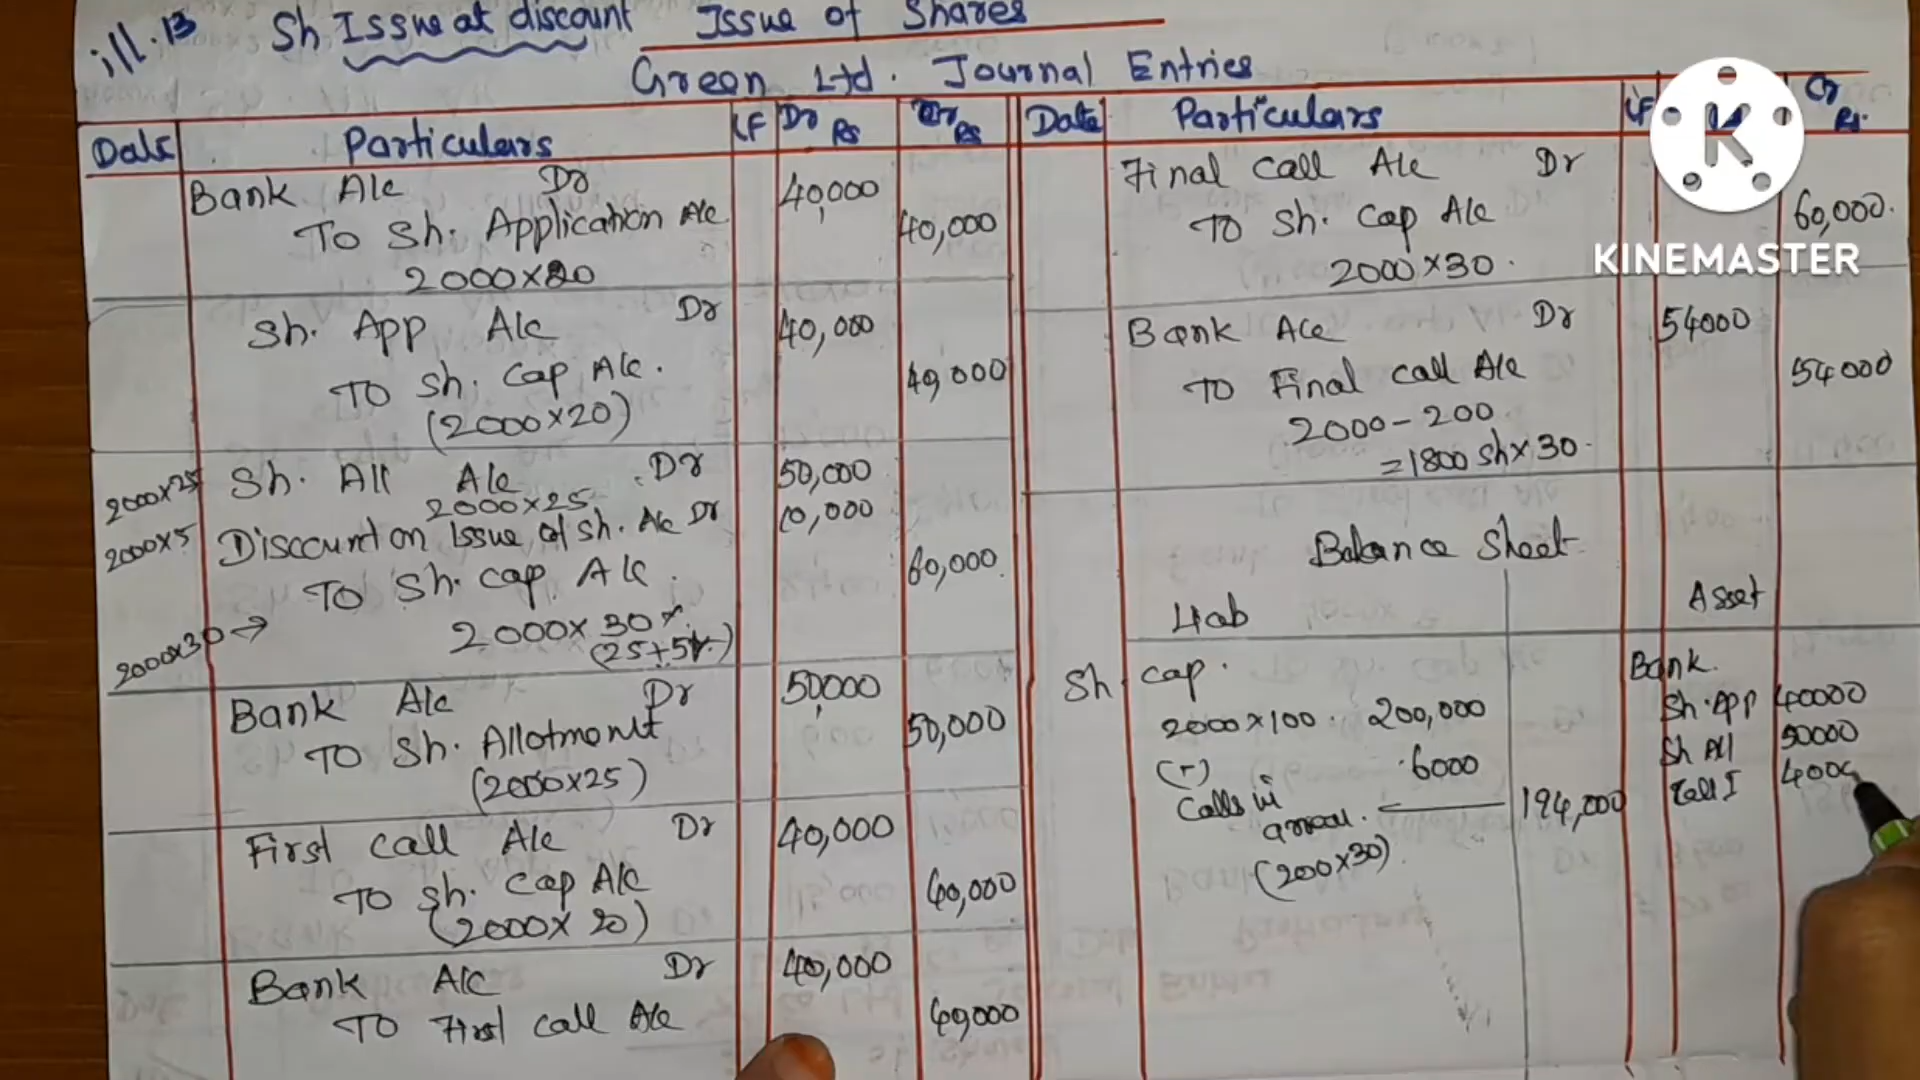 ill.13 Sh Issue at discount Issue of Shares
Green Ltd. Journal Entries
Date Particulars LF Dr Rs Cr Rs
Bank A/c Dr 40,000
To Sh. Application A/c 40,000
2000×20
Sh. App A/c Dr 40,000
To Sh. Cap A/c. 40,000
(2000×20)
2000×25 Sh. All A/c Dr 50,000
2000×25
2000×5 Discount on Issue of Sh. A/c Dr 10,000
To Sh. Cap A/c. 60,000
2000×30 → 2000×30
(25+5)
Bank A/c Dr 50,000
To Sh. Allotment 50,000
(2000×25)
First Call A/c Dr 40,000
To Sh. Cap A/c 40,000
(2000×20)
Bank A/c Dr 40,000
To First Call A/c 40,000
Date Particulars LF Cr Rs.
Final Call A/c Dr
To Sh. Cap A/c 60,000.
2000×30.
Bank A/c Dr 54000
To Final Call A/c 54000
2000-200
=1800 Sh×30.
Balance Sheet
Liab Asset
Sh. Cap. Bank.
2000×100. 200,000 Sh. App 40000
(-) 6000 Sh All 50000
Calls in Call I 4000
arrear. 194,000
(200×30)
K
KINEMASTER